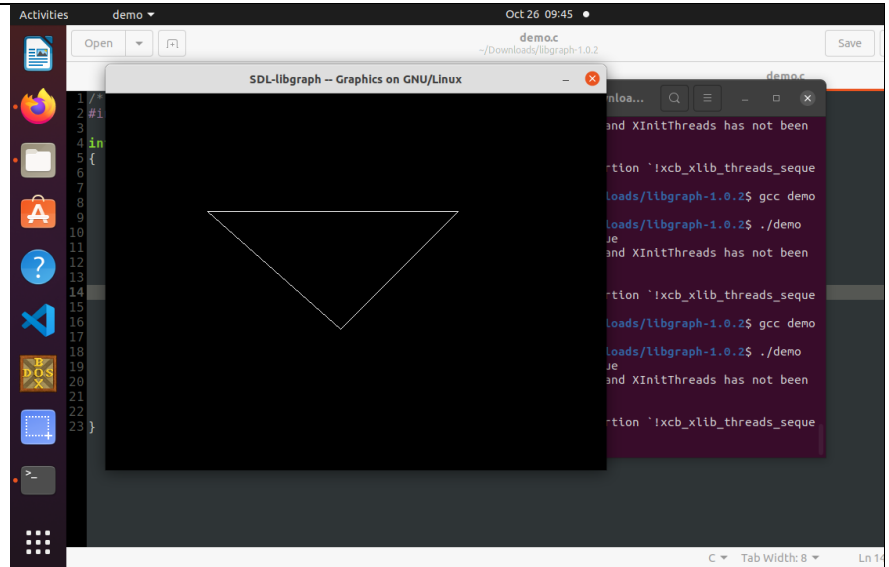 Activities demo Oct 26 09:45
Open demo.c Save
~/Downloads/libgraph-1.0.2
demo.c
SDL-libgraph -- Graphics on GNU/Linux
1 /*
2 #i
3
4 in
5 {
6
7
8
9
10
11
12
13
14
15
16
17
18
19
20
21
22
23 }
nloa...
and XInitThreads has not been
rtion `!xcb_xlib_threads_seque
loads/libgraph-1.0.2$ gcc demo
loads/libgraph-1.0.2$ ./demo
ue
and XInitThreads has not been
rtion `!xcb_xlib_threads_seque
loads/libgraph-1.0.2$ gcc demo
loads/libgraph-1.0.2$ ./demo
ue
and XInitThreads has not been
rtion `!xcb_xlib_threads_seque
A
?
BOX
DOS
>_
C Tab Width: 8 Ln 14